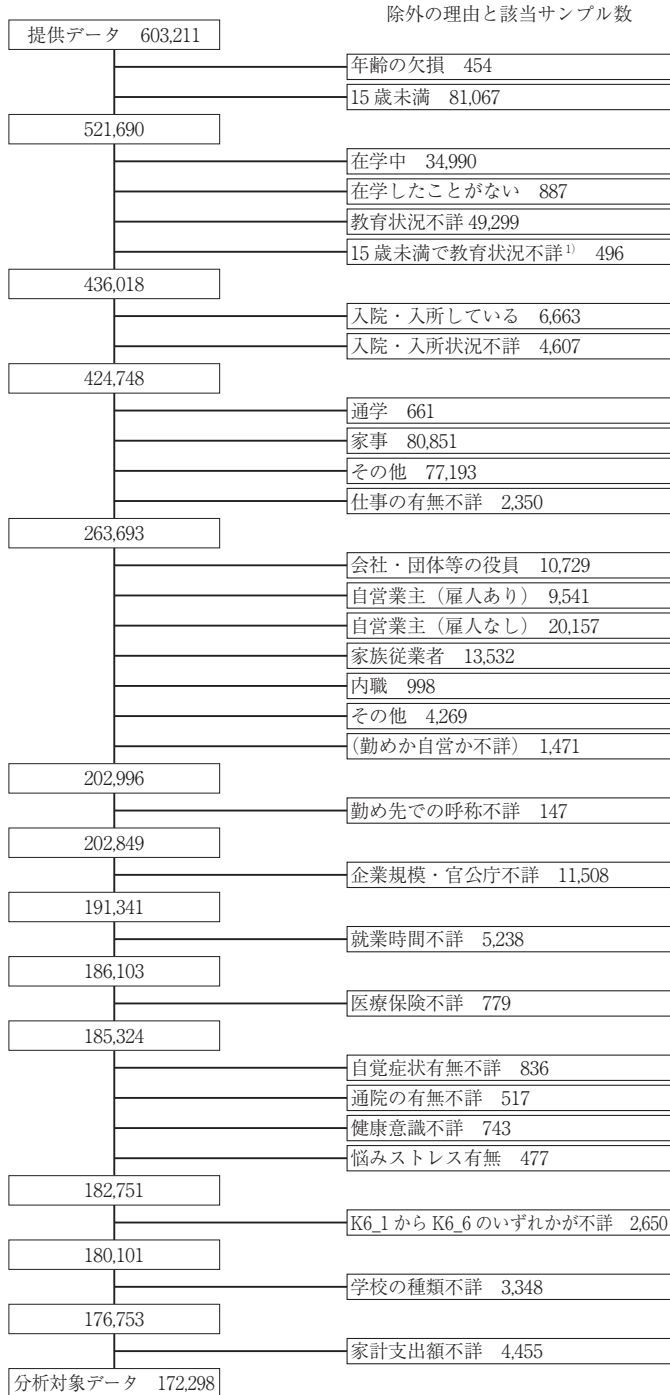 除外の理由と該当サンプル数
提供データ 603,211
年齢の欠損 454
15歳未満 81,067
521,690
在学中 34,990
在学したことがない 887
教育状況不詳 49,299
15歳未満で教育状況不詳1) 496
436,018
入院・入所している 6,663
入院・入所状況不詳 4,607
424,748
通学 661
家事 80,851
その他 77,193
仕事の有無不詳 2,350
263,693
会社・団体等の役員 10,729
自営業主（雇人あり） 9,541
自営業主（雇人なし） 20,157
家族従業者 13,532
内職 998
その他 4,269
(勤めか自営か不詳） 1,471
202,996
勤め先での呼称不詳 147
202,849
企業規模・官公庁不詳 11,508
191,341
就業時間不詳 5,238
186,103
医療保険不詳 779
185,324
自覚症状有無不詳 836
通院の有無不詳 517
健康意識不詳 743
悩みストレス有無 477
182,751
K6_1からK6_6のいずれかが不詳 2,650
180,101
学校の種類不詳 3,348
176,753
家計支出額不詳 4,455
分析対象データ 172,298